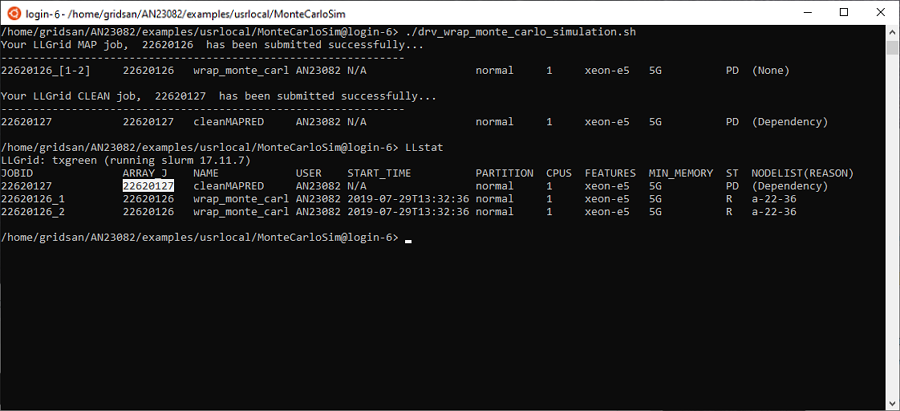 login-6 - /home/gridsan/AN23082/examples/usrlocal/MonteCarloSim
/home/gridsan/AN23082/examples/usrlocal/MonteCarloSim@login-6> ./drv_wrap_monte_carlo_simulation.sh
Your LLGrid MAP job,  22620126  has been submitted successfully...
---------------------------------------------------------------
22620126_[1-2]     22620126   wrap_monte_carl AN23082 N/A                 normal     1     xeon-e5   5G          PD  (None)
Your LLGrid CLEAN job,  22620127  has been submitted successfully...
---------------------------------------------------------------
22620127           22620127   cleanMAPRED     AN23082 N/A                 normal     1     xeon-e5   5G          PD  (Dependency)
/home/gridsan/AN23082/examples/usrlocal/MonteCarloSim@login-6> LLstat
LLGrid: txgreen (running slurm 17.11.7)
JOBID              ARRAY_J    NAME            USER    START_TIME          PARTITION  CPUS  FEATURES  MIN_MEMORY  ST  NODELIST(REASON)
22620127           22620127   cleanMAPRED     AN23082 N/A                 normal     1     xeon-e5   5G          PD  (Dependency)
22620126_1         22620126   wrap_monte_carl AN23082 2019-07-29T13:32:36 normal     1     xeon-e5   5G          R   a-22-36
22620126_2         22620126   wrap_monte_carl AN23082 2019-07-29T13:32:36 normal     1     xeon-e5   5G          R   a-22-36
/home/gridsan/AN23082/examples/usrlocal/MonteCarloSim@login-6>